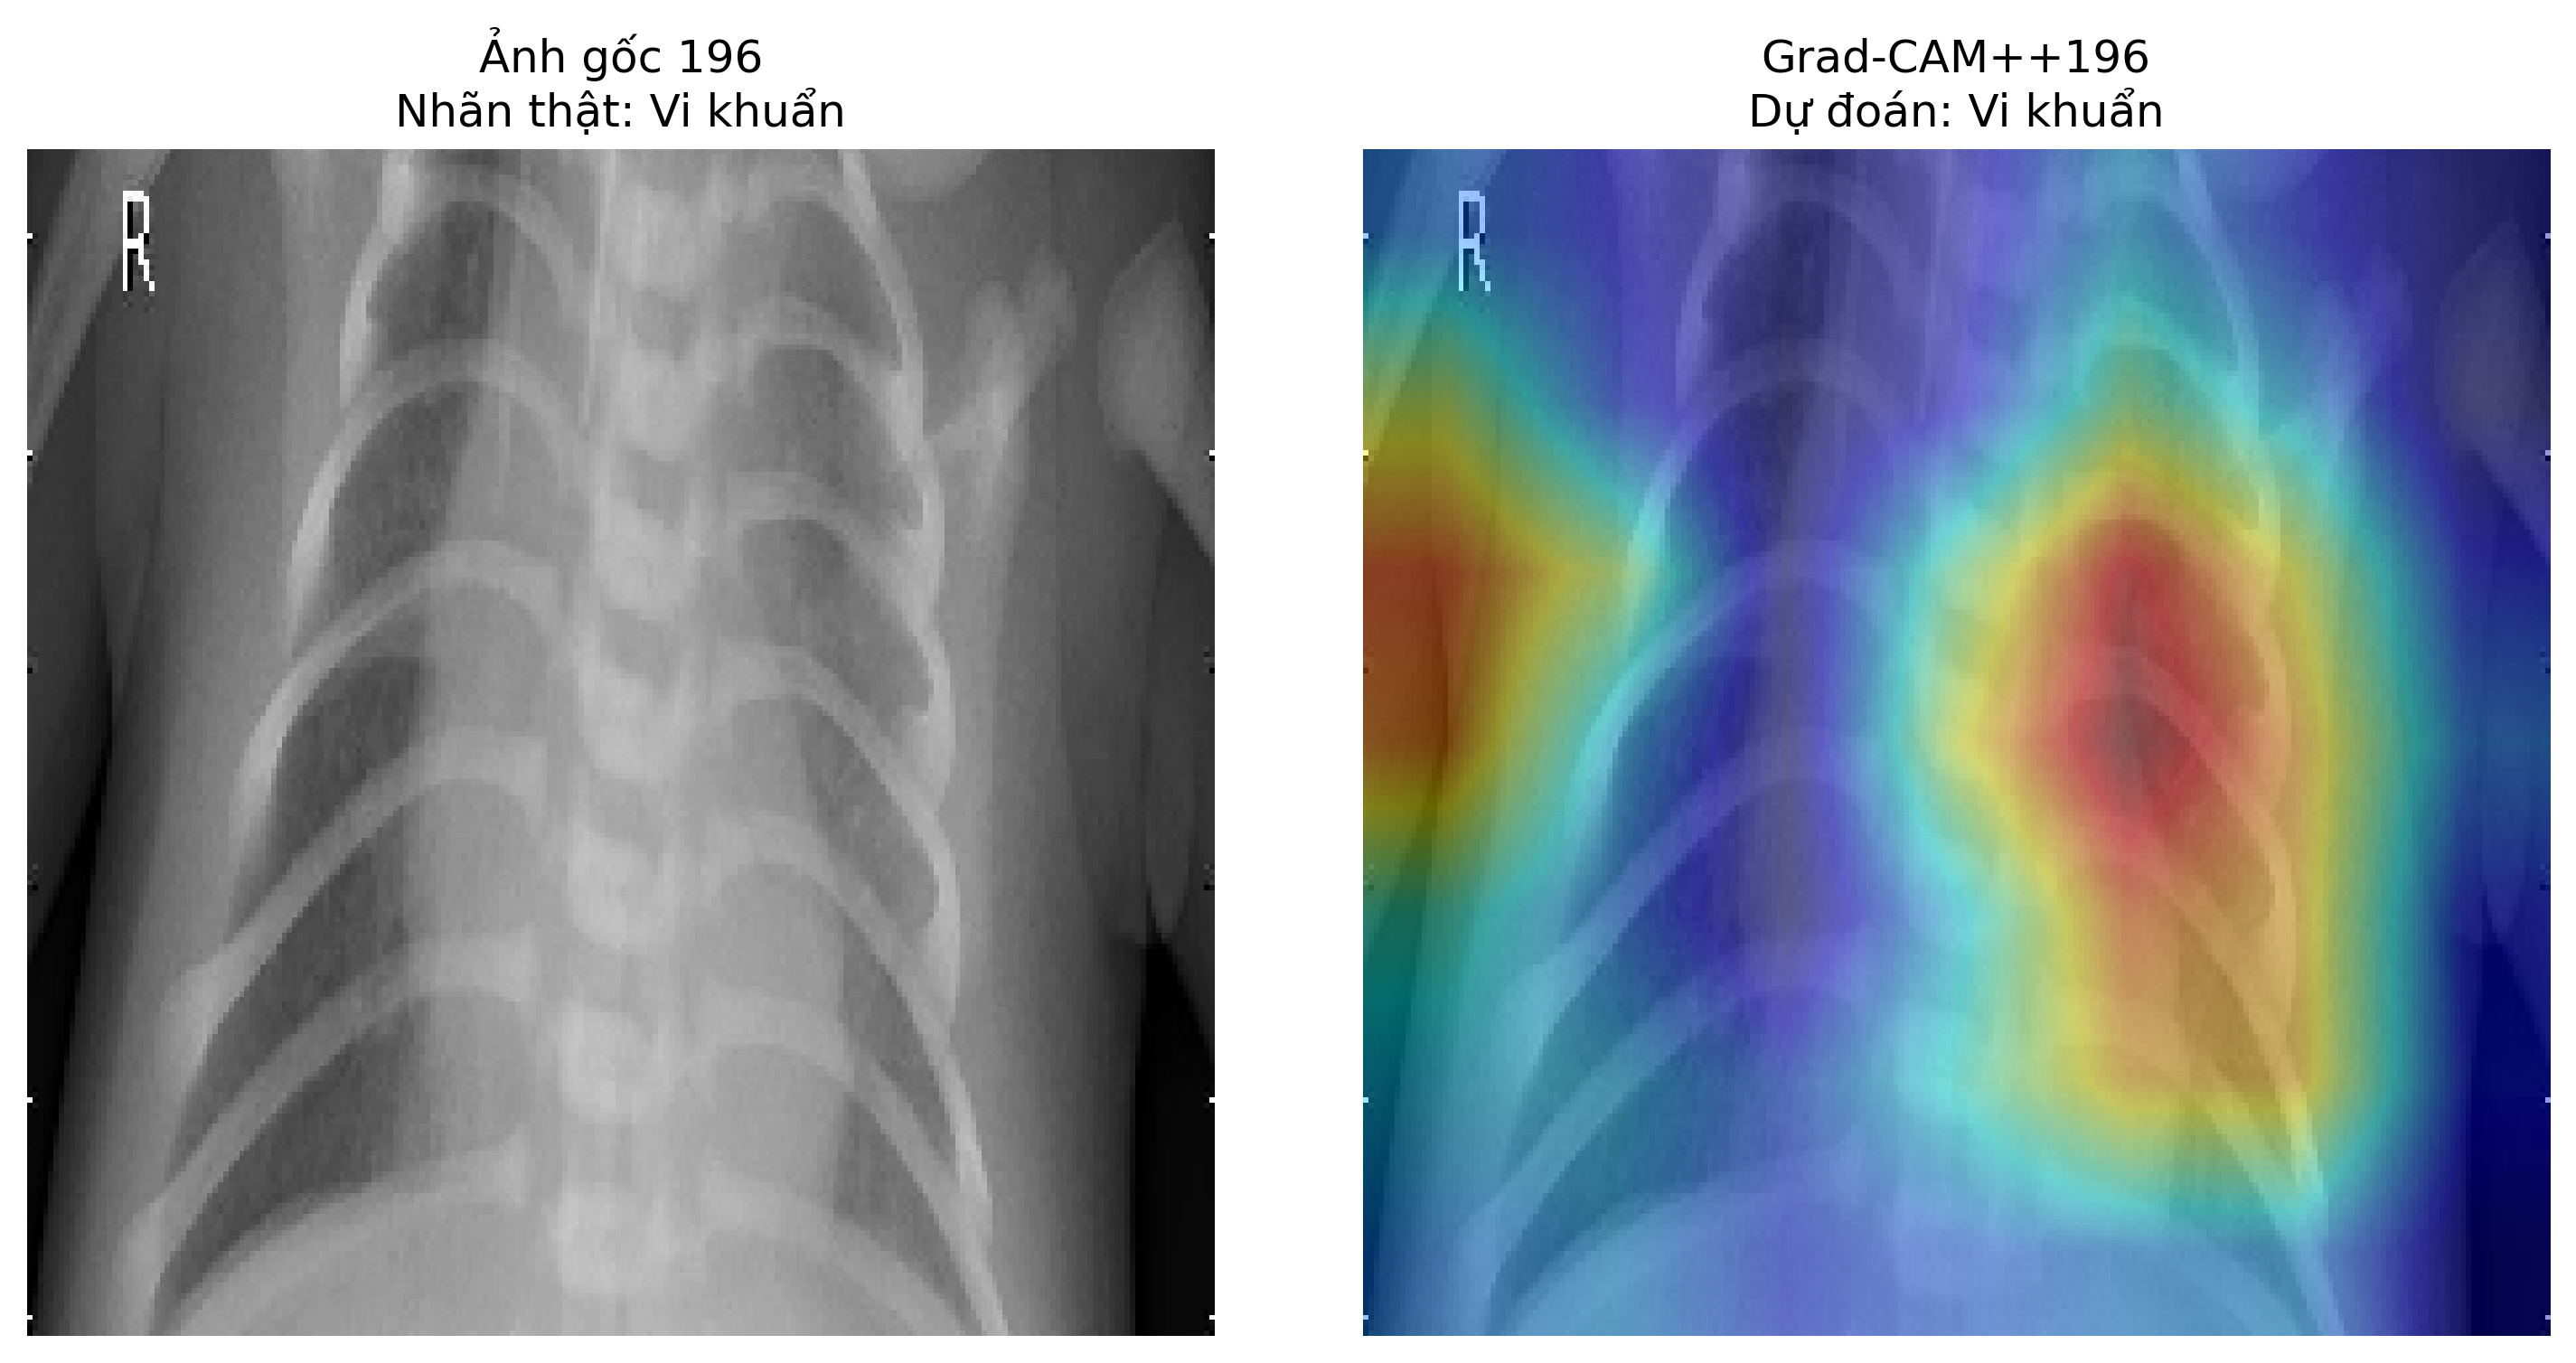 Ảnh gốc 196
Nhãn thật: Vi khuẩn
R
Grad-CAM++196
Dự đoán: Vi khuẩn
R